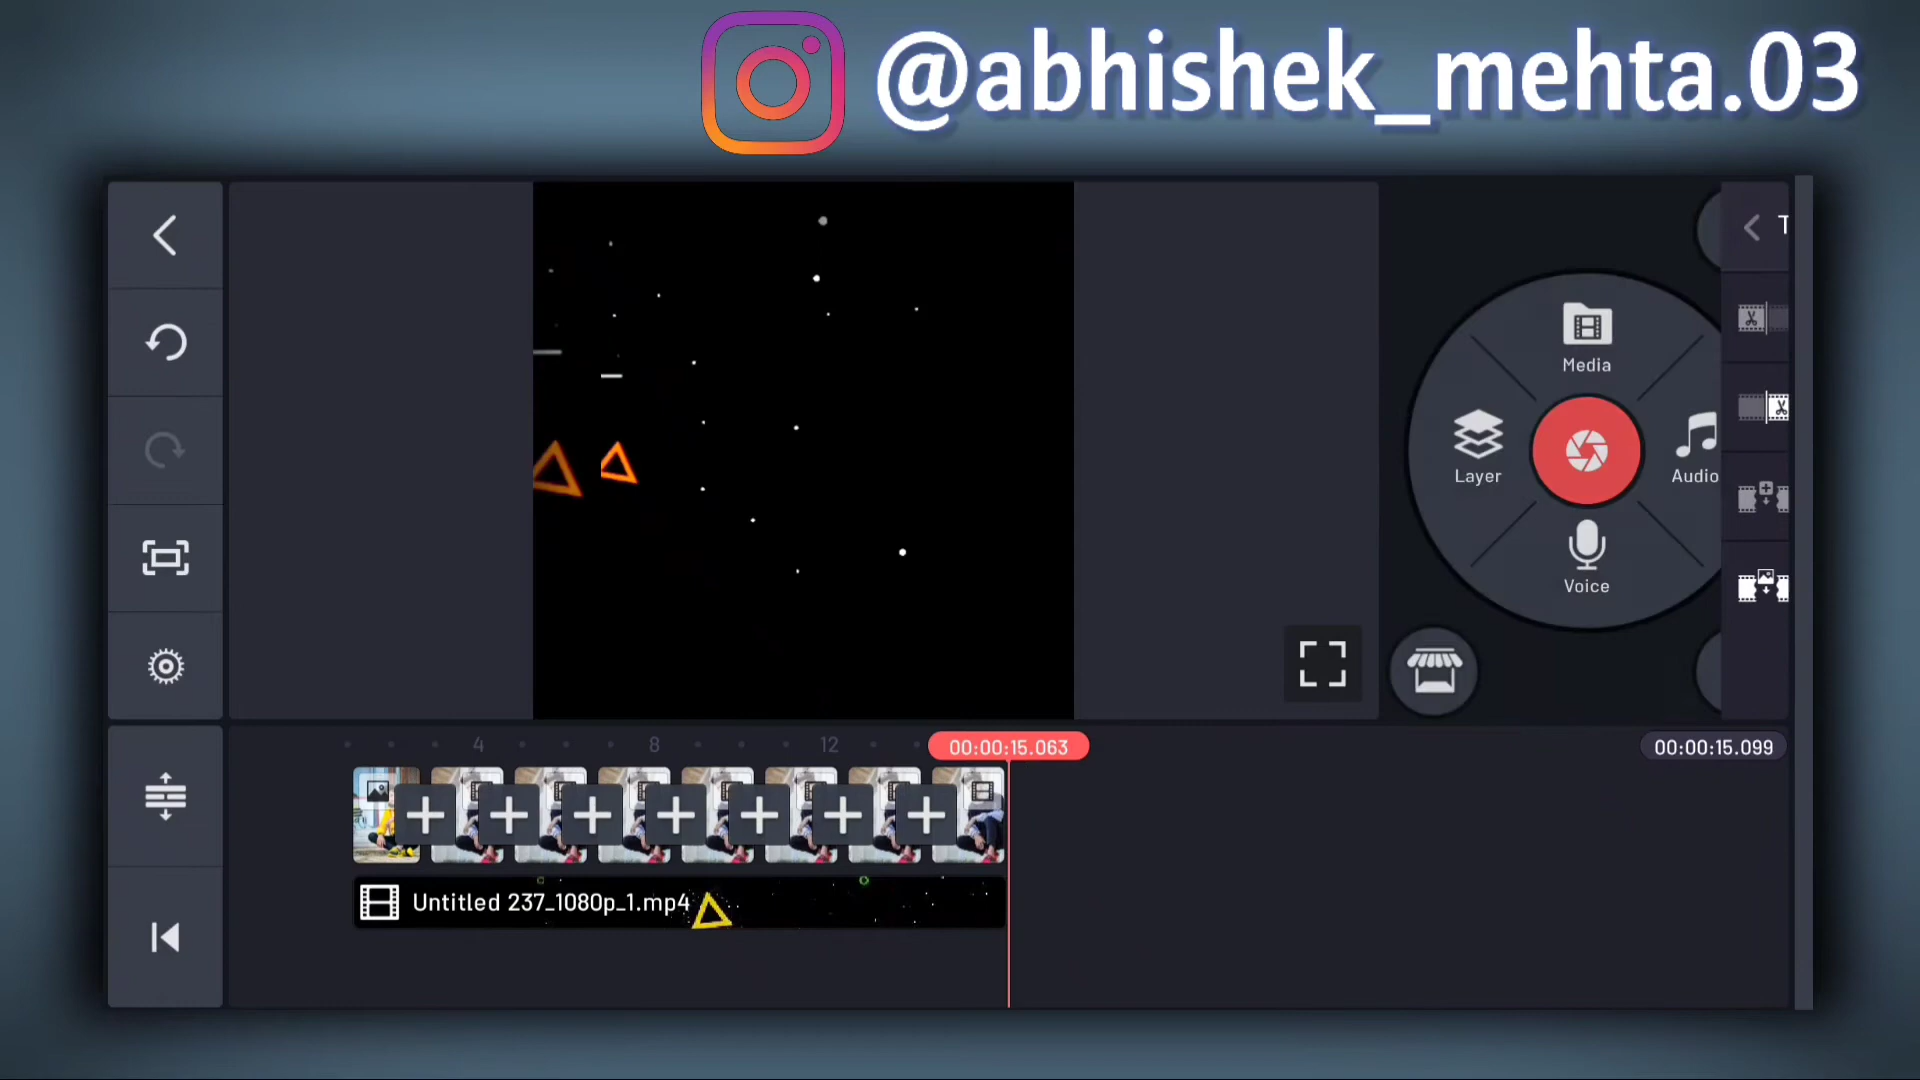 @abhishek_mehta.03
T
Media
Layer
Audio
Voice
4
8
12
00:00:15.063
00:00:15.099
Untitled 237_1080p_1.mp4